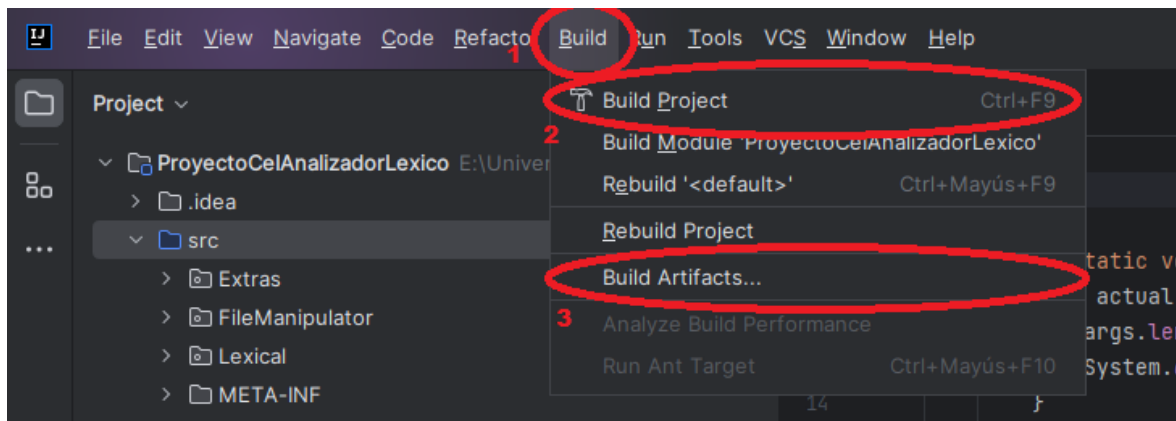 IJ
File Edit View Navigate Code Refacto Build Run Tools VCS Window Help
1
Project
Build Project Ctrl+F9
2
Build Module 'ProyectoCelAnalizadorLexico'
ProyectoCelAnalizadorLexico E:\Univer
Rebuild '<default>' Ctrl+Mayús+F9
.idea
Rebuild Project
src
Build Artifacts...
tatic v
Extras
actual
3
Analyze Build Performance
FileManipulator
args.le
Lexical
Run Ant Target Ctrl+Mayús+F10
System.
META-INF
14 }